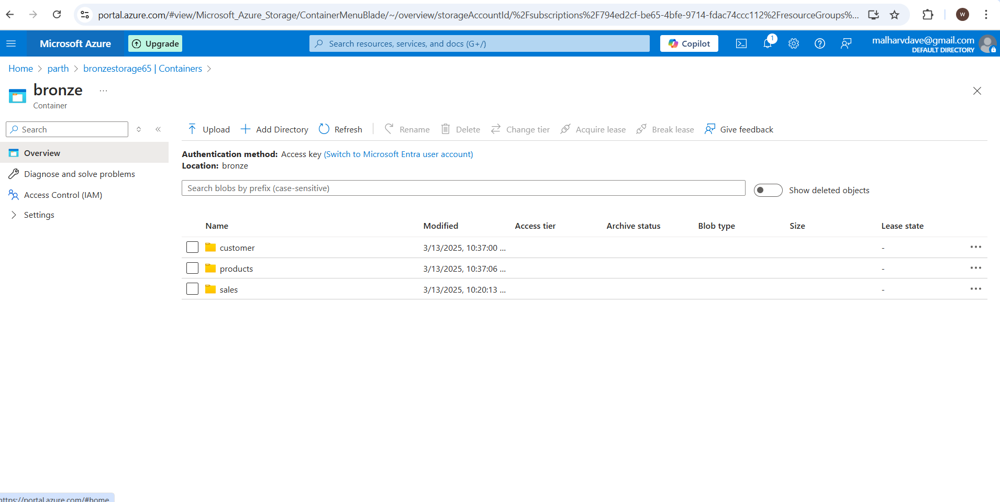 portal.azure.com/#view/Microsoft_Azure_Storage/ContainerMenuBlade/~/overview/storageAccountId/%2Fsubscriptions%2F794ed2cf-be65-4bfe-9714-fdac74ccc112%2FresourceGroups%... W
Microsoft Azure Upgrade Search resources, services, and docs (G+/) Copilot 1 malharvdave@gmail.com
DEFAULT DIRECTORY
Home > parth > bronzestorage65 | Containers >
bronze ...
Container
Search Upload Add Directory Refresh Rename Delete Change tier Acquire lease Break lease Give feedback
Overview
Diagnose and solve problems
Access Control (IAM)
Settings
Authentication method: Access key (Switch to Microsoft Entra user account)
Location: bronze
Search blobs by prefix (case-sensitive) Show deleted objects
Name Modified Access tier Archive status Blob type Size Lease state
customer 3/13/2025, 10:37:00 ... -
products 3/13/2025, 10:37:06 ... -
sales 3/13/2025, 10:20:13 ... -
https://portal.azure.com/#home